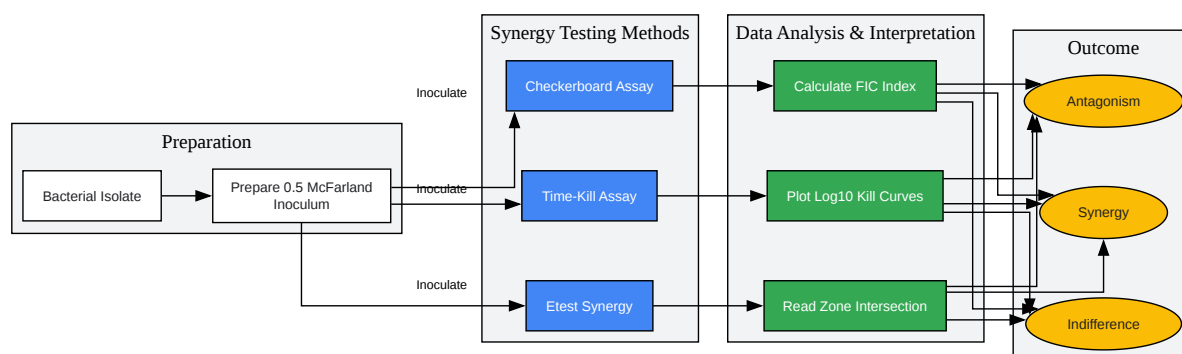 Preparation
Bacterial Isolate
Prepare 0.5 McFarland
Inoculum
Inoculate
Inoculate
Inoculate
Synergy Testing Methods
Checkerboard Assay
Time-Kill Assay
Etest Synergy
Data Analysis & Interpretation
Calculate FIC Index
Plot Log10 Kill Curves
Read Zone Intersection
Outcome
Antagonism
Synergy
Indifference